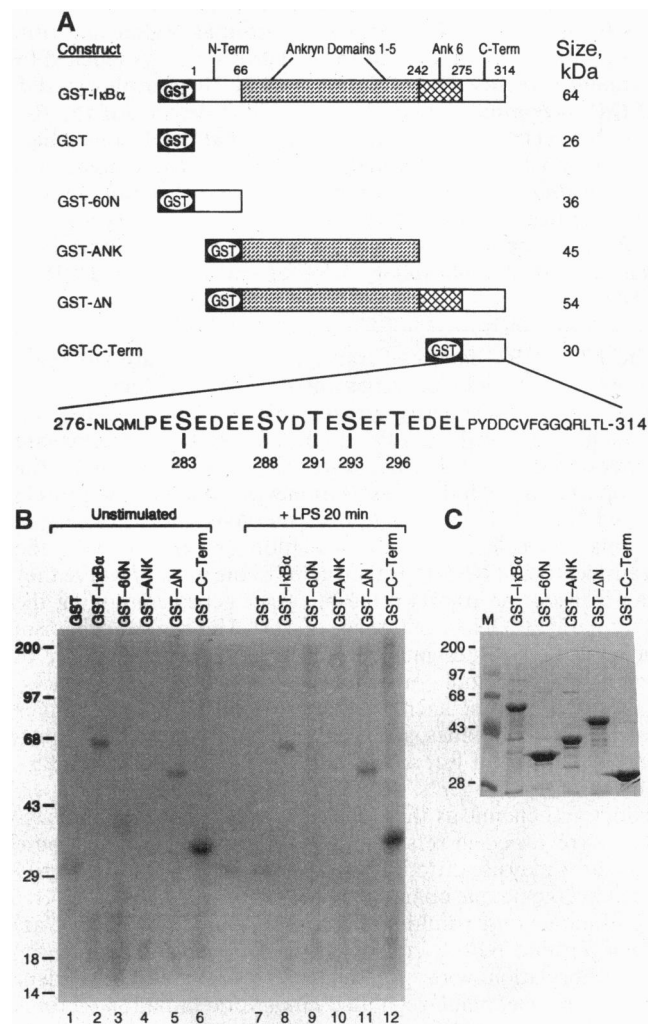 A
Construct
N-Term
Ankryn Domains 1-5
Ank 6
C-Term
Size, kDa
1 66 242 275 314
GST-IκBα GST 64
GST GST 26
GST-60N GST 36
GST-ANK GST 45
GST-ΔN GST 54
GST-C-Term GST 30
276-NLQMLPESEDEESYDTESEFTEDELPYDDCVFGGQRLTL-314
283 288 291 293 296
B
Unstimulated
+ LPS 20 min
GST
GST-IκBα
GST-60N
GST-ANK
GST-ΔN
GST-C-Term
GST
GST-IκBα
GST-60N
GST-ANK
GST-ΔN
GST-C-Term
200
97
68
43
29
18
14
1 2 3 4 5 6 7 8 9 10 11 12
C
M
GST-IκBα
GST-60N
GST-ANK
GST-ΔN
GST-C-Term
200
97
68
43
28